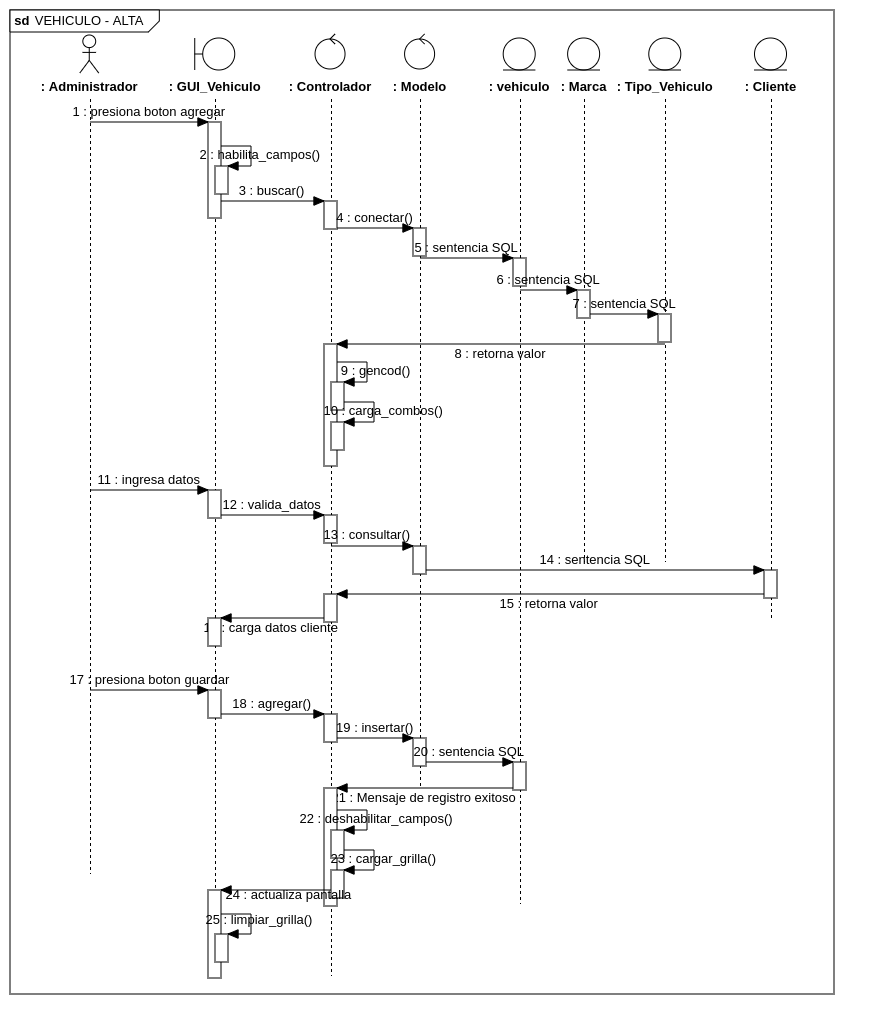 sd VEHICULO - ALTA
: Administrador
: GUI_Vehiculo
: Controlador
: Modelo
: vehiculo
: Marca
: Tipo_Vehiculo
: Cliente
1 : presiona boton agregar
2 : habilita_campos()
3 : buscar()
4 : conectar()
5 : sentencia SQL
6 : sentencia SQL
7 : sentencia SQL
8 : retorna valor
9 : gencod()
10 : carga_combos()
11 : ingresa datos
12 : valida_datos
13 : consultar()
14 : sentencia SQL
15 : retorna valor
: carga datos cliente
17 : presiona boton guardar
18 : agregar()
19 : insertar()
20 : sentencia SQL
: Mensaje de registro exitoso
22 : deshabilitar_campos()
23 : cargar_grilla()
24 : actualiza pantalla
25 : limpiar_grilla()